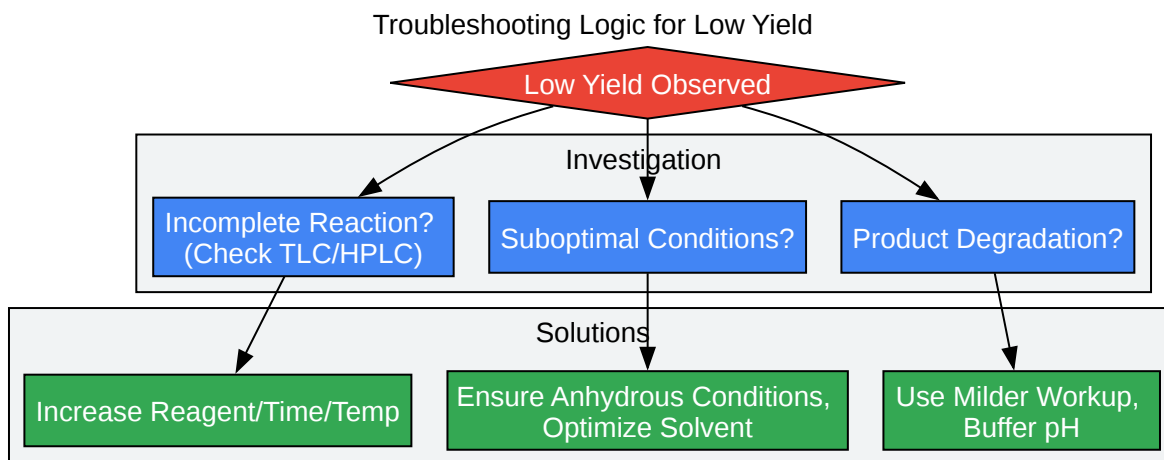 Troubleshooting Logic for Low Yield
Low Yield Observed
Investigation
Incomplete Reaction?
(Check TLC/HPLC)
Suboptimal Conditions?
Product Degradation?
Solutions
Increase Reagent/Time/Temp
Ensure Anhydrous Conditions,
Optimize Solvent
Use Milder Workup,
Buffer pH